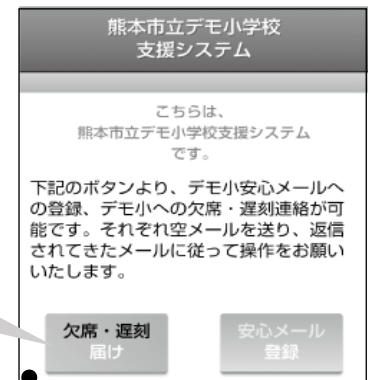 熊本市立デモ小学校
支援システム
こちらは、
熊本市立デモ小学校支援システム
です。
下記のボタンより、デモ小安心メールへ
の登録、デモ小への欠席・遅刻連絡が可
能です。それぞれ空メールを送り、返信
されてきたメールに従って操作をお願い
いたします。
欠席・遅刻
届け
安心メール
登録